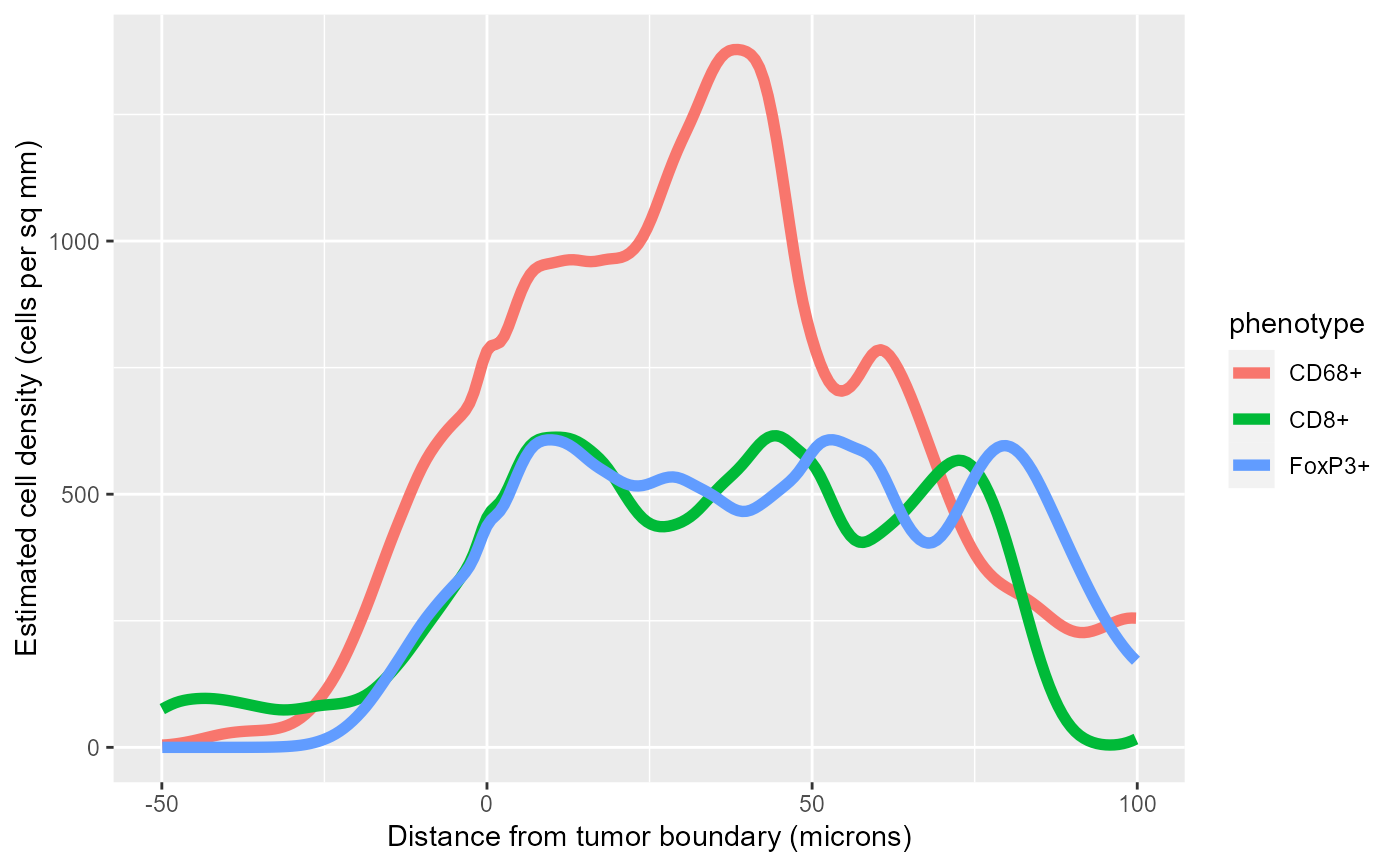 Estimated cell density (cells per sq mm)
1000
500
0
-50
0
50
100
Distance from tumor boundary (microns)
phenotype
CD68+
CD8+
FoxP3+